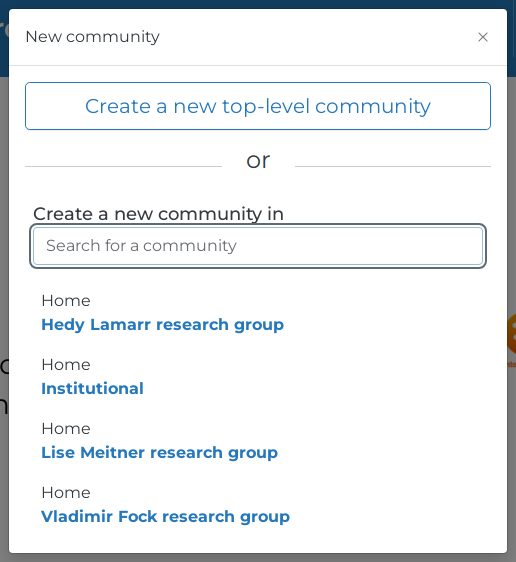 New community
×
Create a new top-level community
or
Create a new community in
Search for a community
Home
Hedy Lamarr research group
Home
Institutional
Home
Lise Meitner research group
Home
Vladimir Fock research group